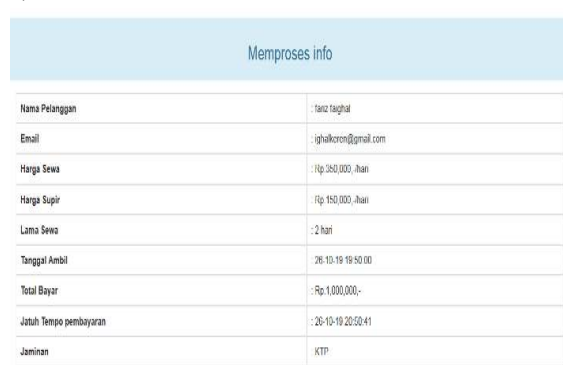 Memproses info
Nama Pelanggan : fariz faighal
Email : ighalkeren@gmail.com
Harga Sewa : Rp.350,000,-/hari
Harga Supir : Rp.150,000,-/hari
Lama Sewa : 2 hari
Tanggal Ambil : 26-10-19 19:50:00
Total Bayar : Rp.1,000,000,-
Jatuh Tempo pembayaran : 26-10-19 20:50:41
Jaminan : KTP